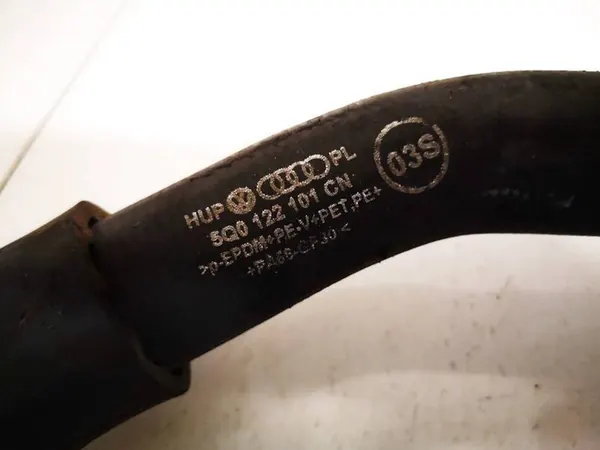 HUP PL
5Q0 122 101 CN
>p-EPDM+PE-V+PET,PE+
+PA66-GF30<
03S